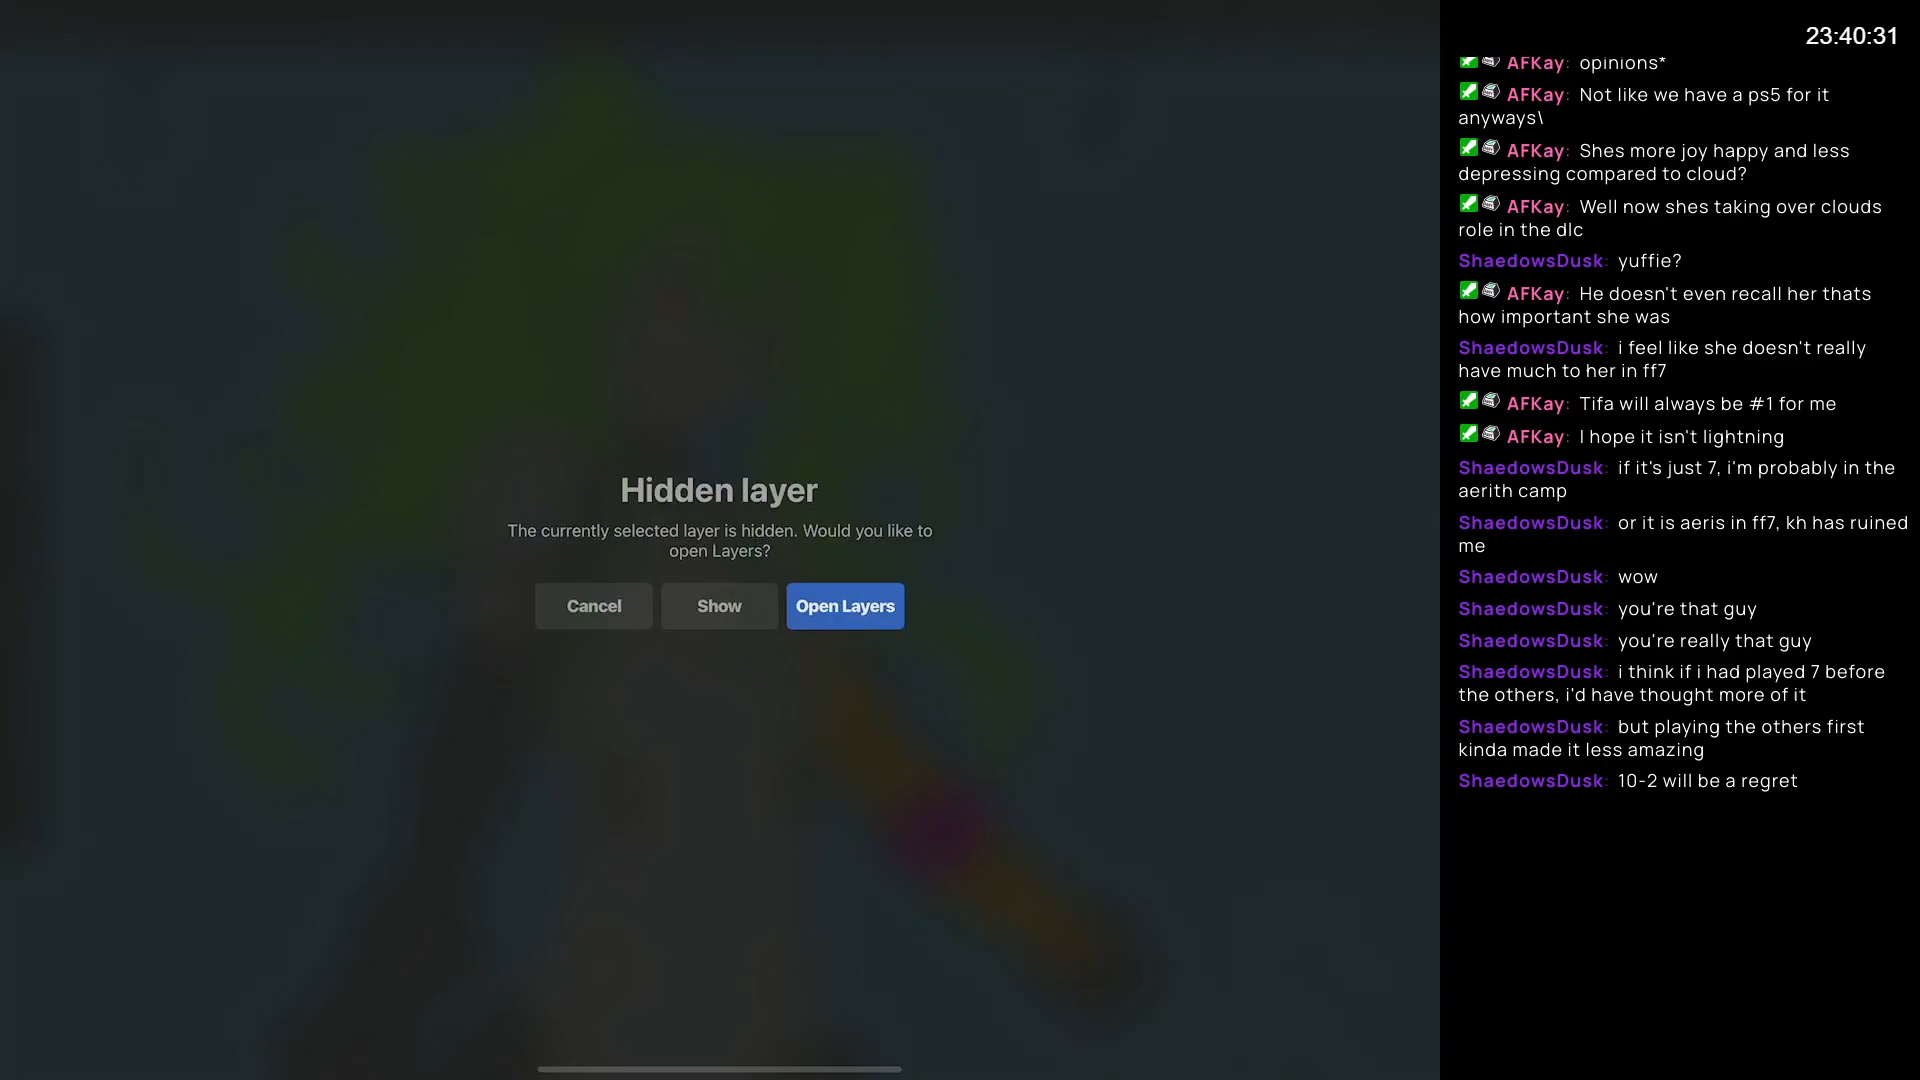 23:40:31
AFKay: opinions*
AFKay: Not like we have a ps5 for it
anyways\
AFKay: Shes more joy happy and less
depressing compared to cloud?
AFKay: Well now shes taking over clouds
role in the dlc
ShaedowsDusk: yuffie?
AFKay: He doesn't even recall her thats
how important she was
ShaedowsDusk: i feel like she doesn't really
have much to her in ff7
AFKay: Tifa will always be #1 for me
AFKay: I hope it isn't lightning
ShaedowsDusk: if it's just 7, i'm probably in the
aerith camp
ShaedowsDusk: or it is aeris in ff7, kh has ruined
me
ShaedowsDusk: wow
ShaedowsDusk: you're that guy
ShaedowsDusk: you're really that guy
ShaedowsDusk: i think if i had played 7 before
the others, i'd have thought more of it
ShaedowsDusk: but playing the others first
kinda made it less amazing
ShaedowsDusk: 10-2 will be a regret
Hidden layer
The currently selected layer is hidden. Would you like to
open Layers?
Cancel Show Open Layers